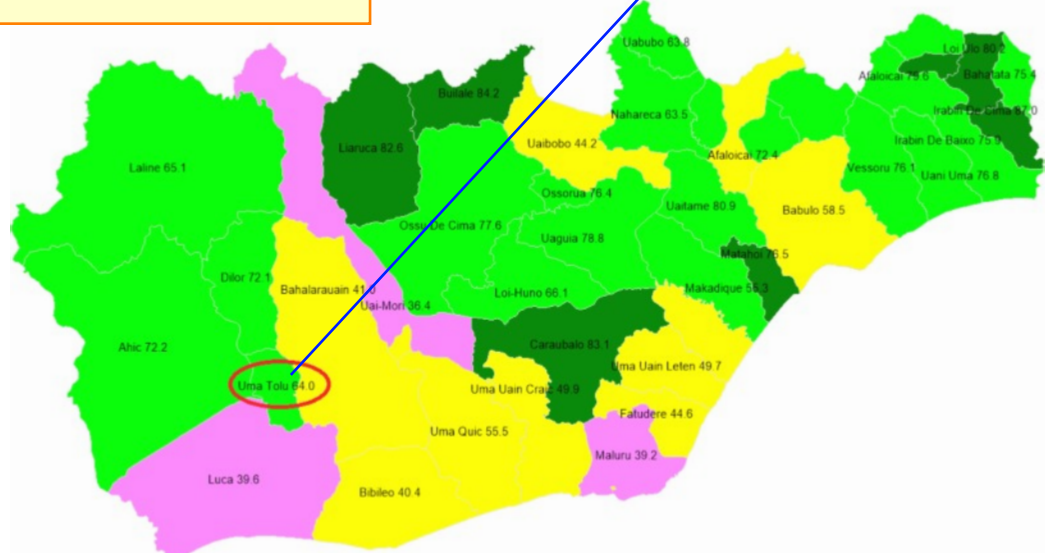 Uabubo 63.8
Loi Ulo 80.2
Afaloicai 79.6
Bahatata 75.4
Builale 84.2
Nahareca 63.5
Irabin De Cima 87.0
Liaruca 82.6
Uaibobo 44.2
Irabin De Baixo 75.9
Afaloicai 72.4
Laline 65.1
Vessoru 76.1
Uani Uma 76.8
Ossorua 76.4
Uaitame 80.9
Babulo 58.5
Ossu De Cima 77.6
Uaguia 78.8
Matahoi 76.5
Dilor 72.1
Bahalarauain 41.0
Loi-Huno 66.1
Makadique 56.3
Uai-Mori 36.4
Ahic 72.2
Caraubalo 83.1
Uma Uain Leten 49.7
Uma Tolu 64.0
Uma Uain Craic 49.9
Fatudere 44.6
Uma Quic 55.5
Maluru 39.2
Luca 39.6
Bibileo 40.4